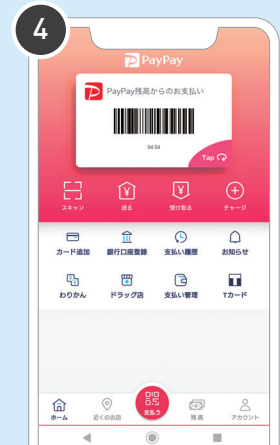 4
PayPay
PayPay残高からのお支払い
04:54
Tap
スキャン 送る 受け取る チャージ
カード追加 銀行口座登録 支払い履歴 お知らせ
わりかん ドラッグ店 支払い管理 Tカード
ホーム 近くのお店 支払う 残高 アカウント